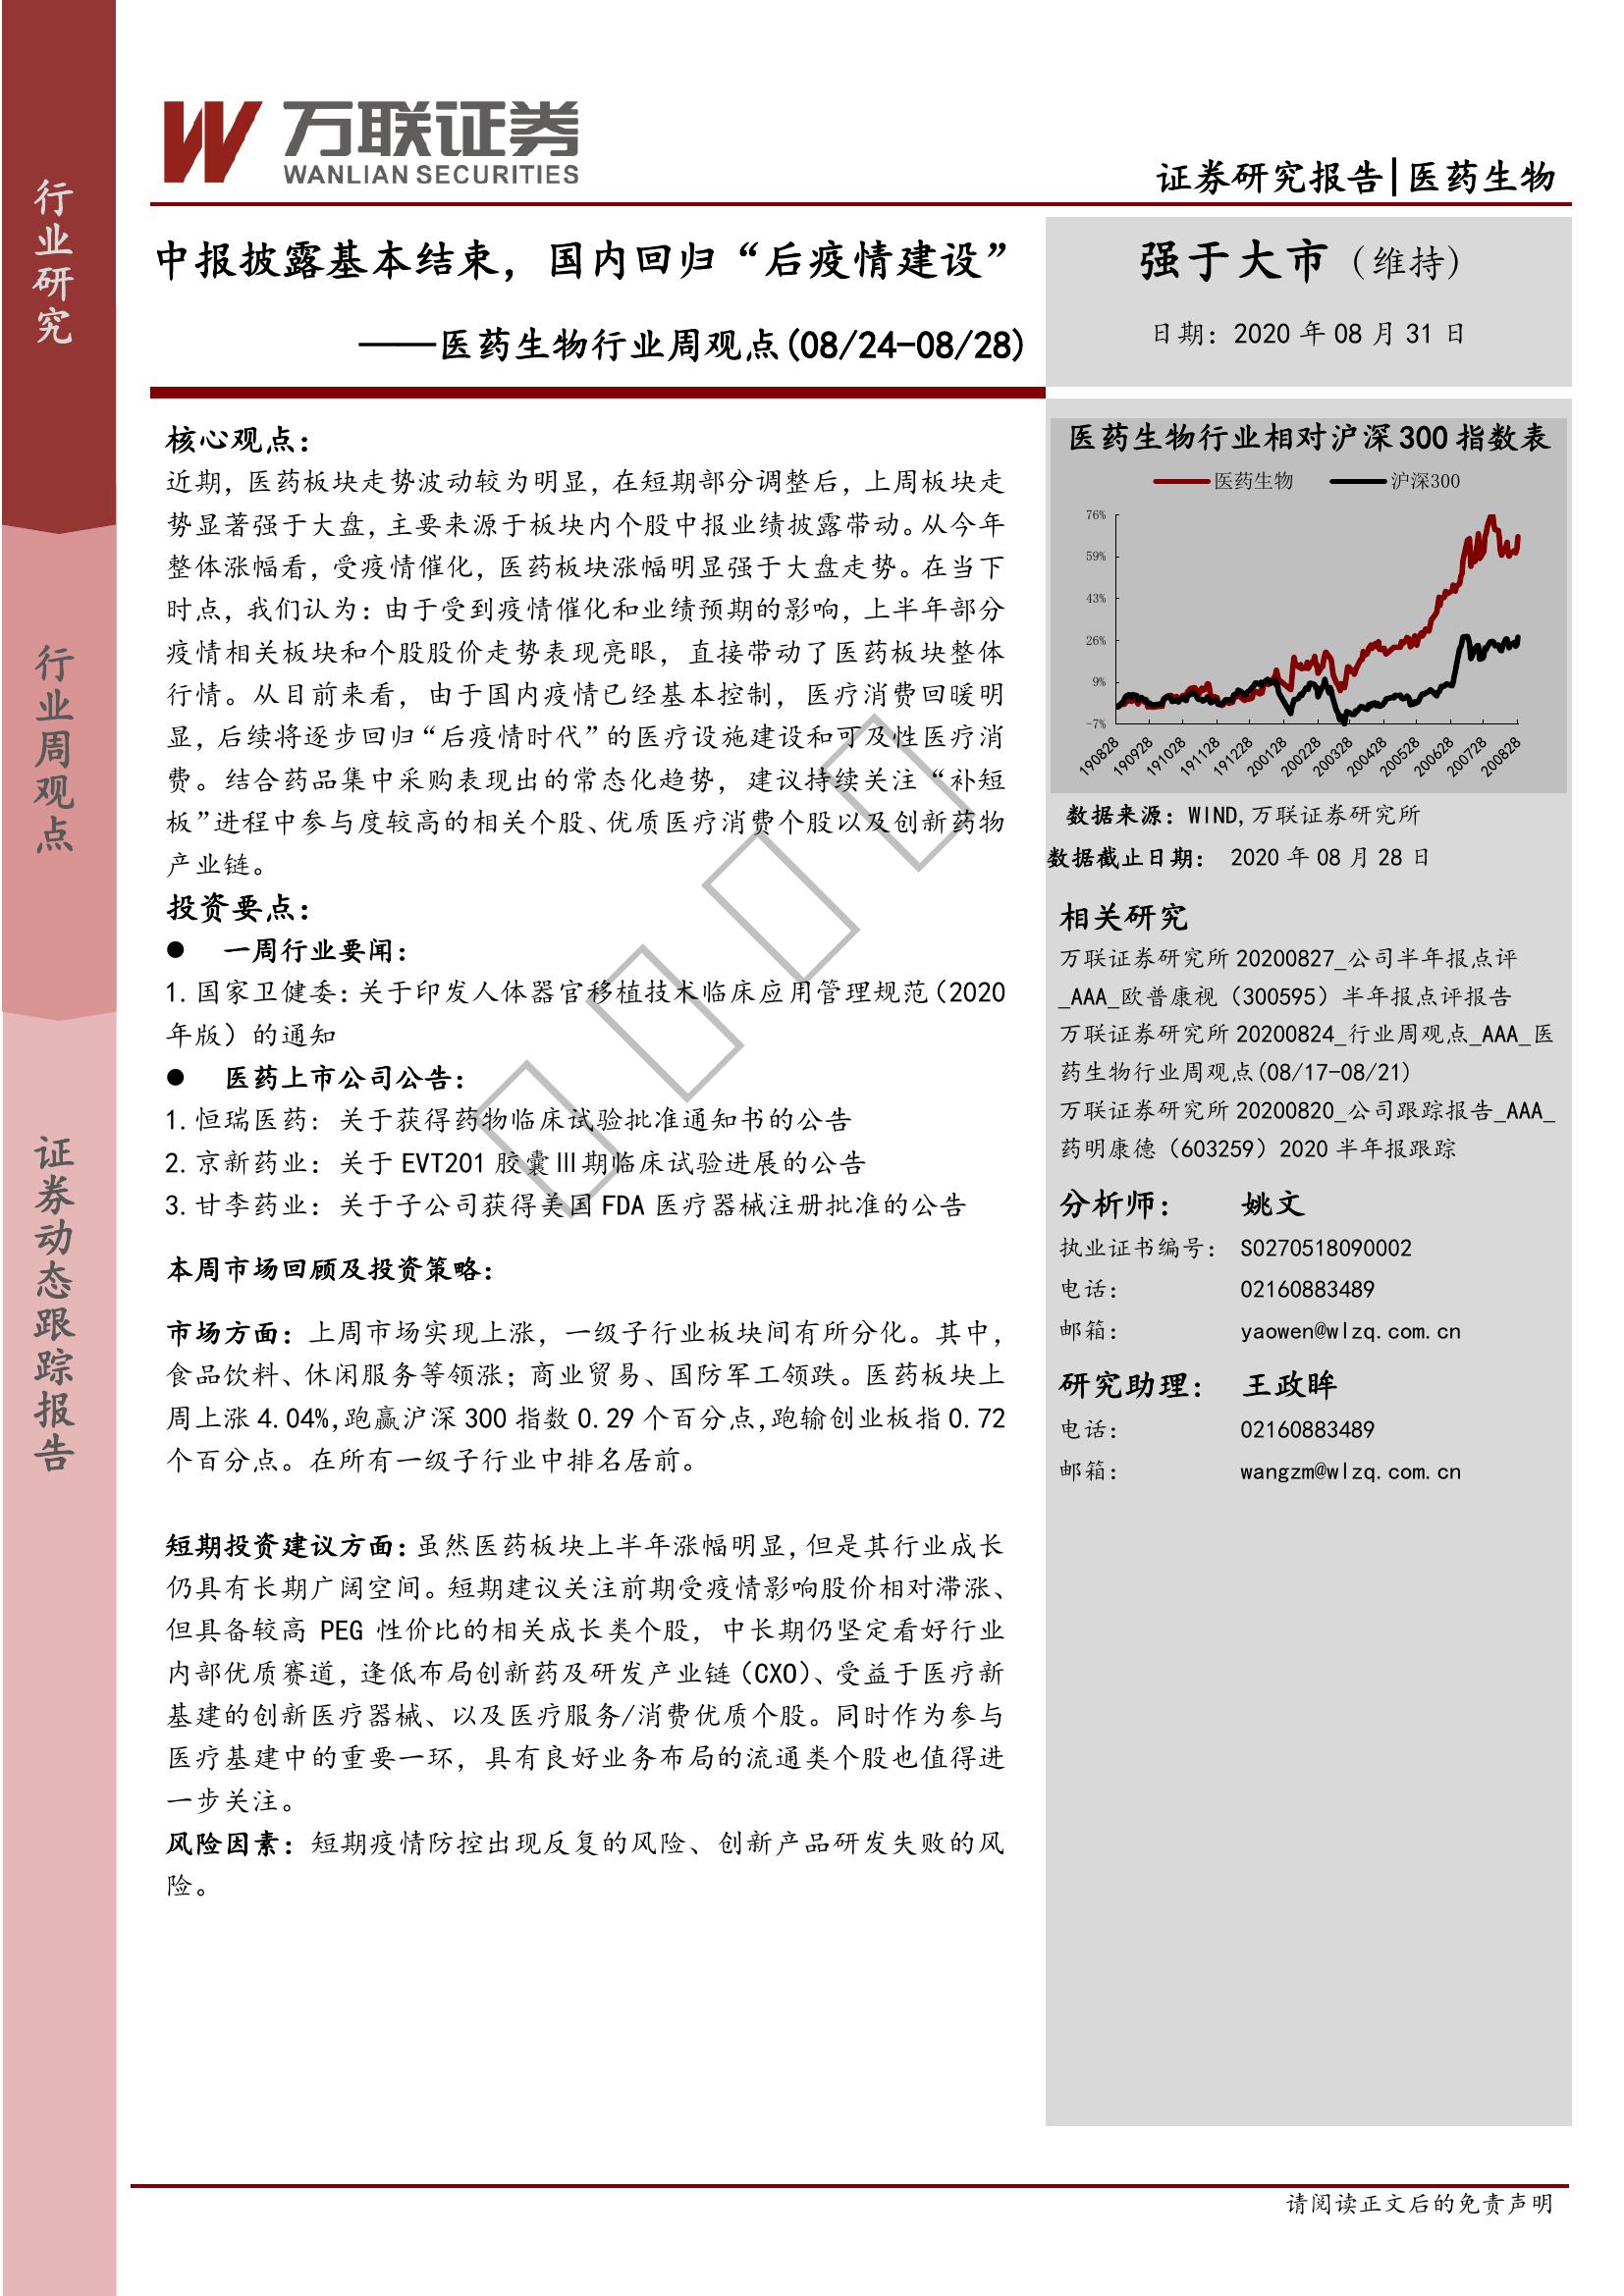 行业研究
行业周观点
证券动态跟踪报告
万联证券
WANLIAN SECURITIES
证券研究报告|医药生物
中报披露基本结束，国内回归“后疫情建设”
——医药生物行业周观点(08/24-08/28)
强于大市（维持）
日期：2020 年 08 月 31 日
核心观点：
近期，医药板块走势波动较为明显，在短期部分调整后，上周板块走
势显著强于大盘，主要来源于板块内个股中报业绩披露带动。从今年
整体涨幅看，受疫情催化，医药板块涨幅明显强于大盘走势。在当下
时点，我们认为：由于受到疫情催化和业绩预期的影响，上半年部分
疫情相关板块和个股股价走势表现亮眼，直接带动了医药板块整体
行情。从目前来看，由于国内疫情已经基本控制，医疗消费回暖明
显，后续将逐步回归“后疫情时代”的医疗设施建设和可及性医疗消
费。结合药品集中采购表现出的常态化趋势，建议持续关注“补短
板”进程中参与度较高的相关个股、优质医疗消费个股以及创新药物
产业链。
投资要点：
● 一周行业要闻：
1.国家卫健委：关于印发人体器官移植技术临床应用管理规范（2020
年版）的通知
● 医药上市公司公告：
1.恒瑞医药：关于获得药物临床试验批准通知书的公告
2.京新药业：关于 EVT201 胶囊Ⅲ期临床试验进展的公告
3.甘李药业：关于子公司获得美国 FDA 医疗器械注册批准的公告
本周市场回顾及投资策略：
市场方面：上周市场实现上涨，一级子行业板块间有所分化。其中，
食品饮料、休闲服务等领涨；商业贸易、国防军工领跌。医药板块上
周上涨 4.04%,跑赢沪深 300 指数 0.29 个百分点,跑输创业板指 0.72
个百分点。在所有一级子行业中排名居前。
短期投资建议方面：虽然医药板块上半年涨幅明显，但是其行业成长
仍具有长期广阔空间。短期建议关注前期受疫情影响股价相对滞涨、
但具备较高 PEG 性价比的相关成长类个股，中长期仍坚定看好行业
内部优质赛道，逢低布局创新药及研发产业链（CXO）、受益于医疗新
基建的创新医疗器械、以及医疗服务/消费优质个股。同时作为参与
医疗基建中的重要一环，具有良好业务布局的流通类个股也值得进
一步关注。
风险因素：短期疫情防控出现反复的风险、创新产品研发失败的风
险。
医药生物行业相对沪深 300 指数表
医药生物 沪深300
76%
59%
43%
26%
9%
-7%
190828 190928 191028 191128 191228 200128 200228 200328 200428 200528 200628 200728 200828
数据来源：WIND,万联证券研究所
数据截止日期： 2020 年 08 月 28 日
相关研究
万联证券研究所 20200827_公司半年报点评
_AAA_欧普康视（300595）半年报点评报告
万联证券研究所 20200824_行业周观点_AAA_医
药生物行业周观点(08/17-08/21)
万联证券研究所 20200820_公司跟踪报告_AAA_
药明康德（603259）2020 半年报跟踪
分析师： 姚文
执业证书编号： S0270518090002
电话： 02160883489
邮箱： yaowen@wlzq.com.cn
研究助理： 王政眸
电话： 02160883489
邮箱： wangzm@wlzq.com.cn
请阅读正文后的免责声明